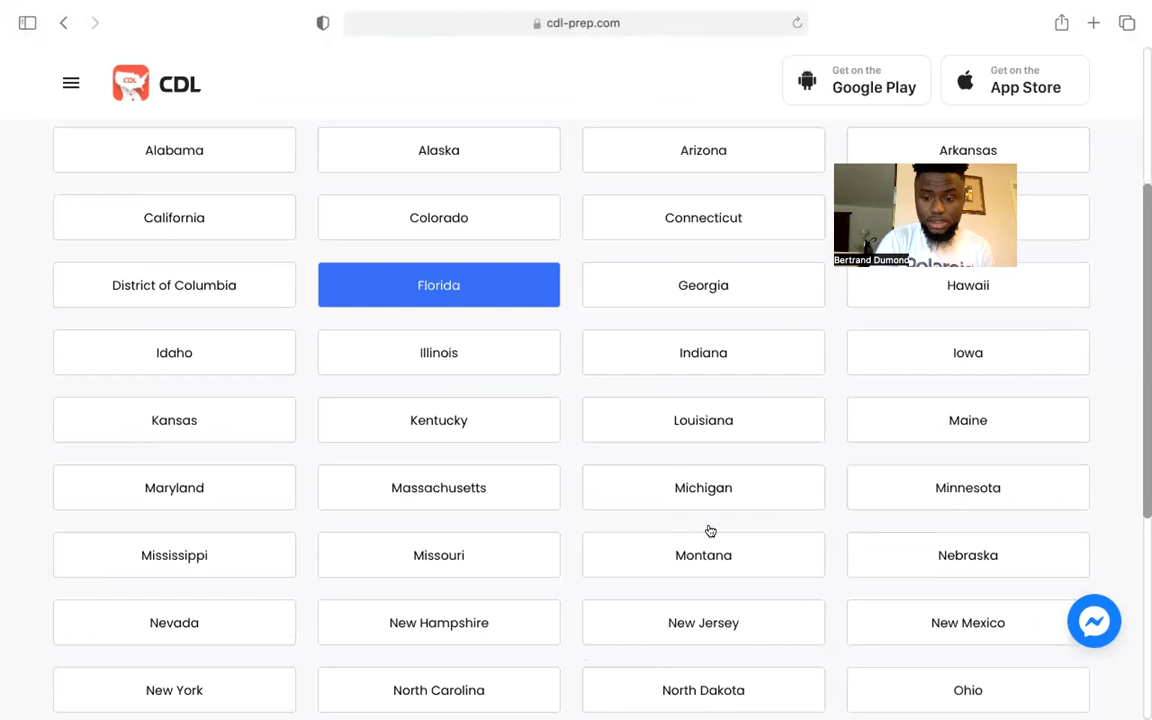 cdl-prep.com
CDL
CDL
Get on the
Google Play
Get on the
App Store
Alabama
Alaska
Arizona
Arkansas
California
Colorado
Connecticut
District of Columbia
Florida
Georgia
Hawaii
Bertrand Dumond
Idaho
Illinois
Indiana
Iowa
Kansas
Kentucky
Louisiana
Maine
Maryland
Massachusetts
Michigan
Minnesota
Mississippi
Missouri
Montana
Nebraska
Nevada
New Hampshire
New Jersey
New Mexico
New York
North Carolina
North Dakota
Ohio